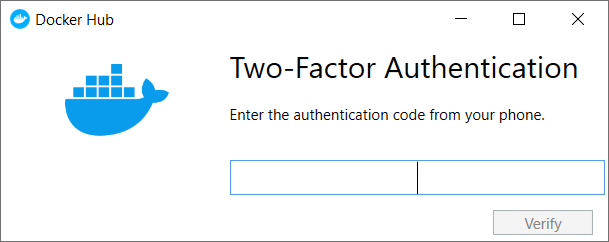 Docker Hub
Two-Factor Authentication
Enter the authentication code from your phone.
Verify